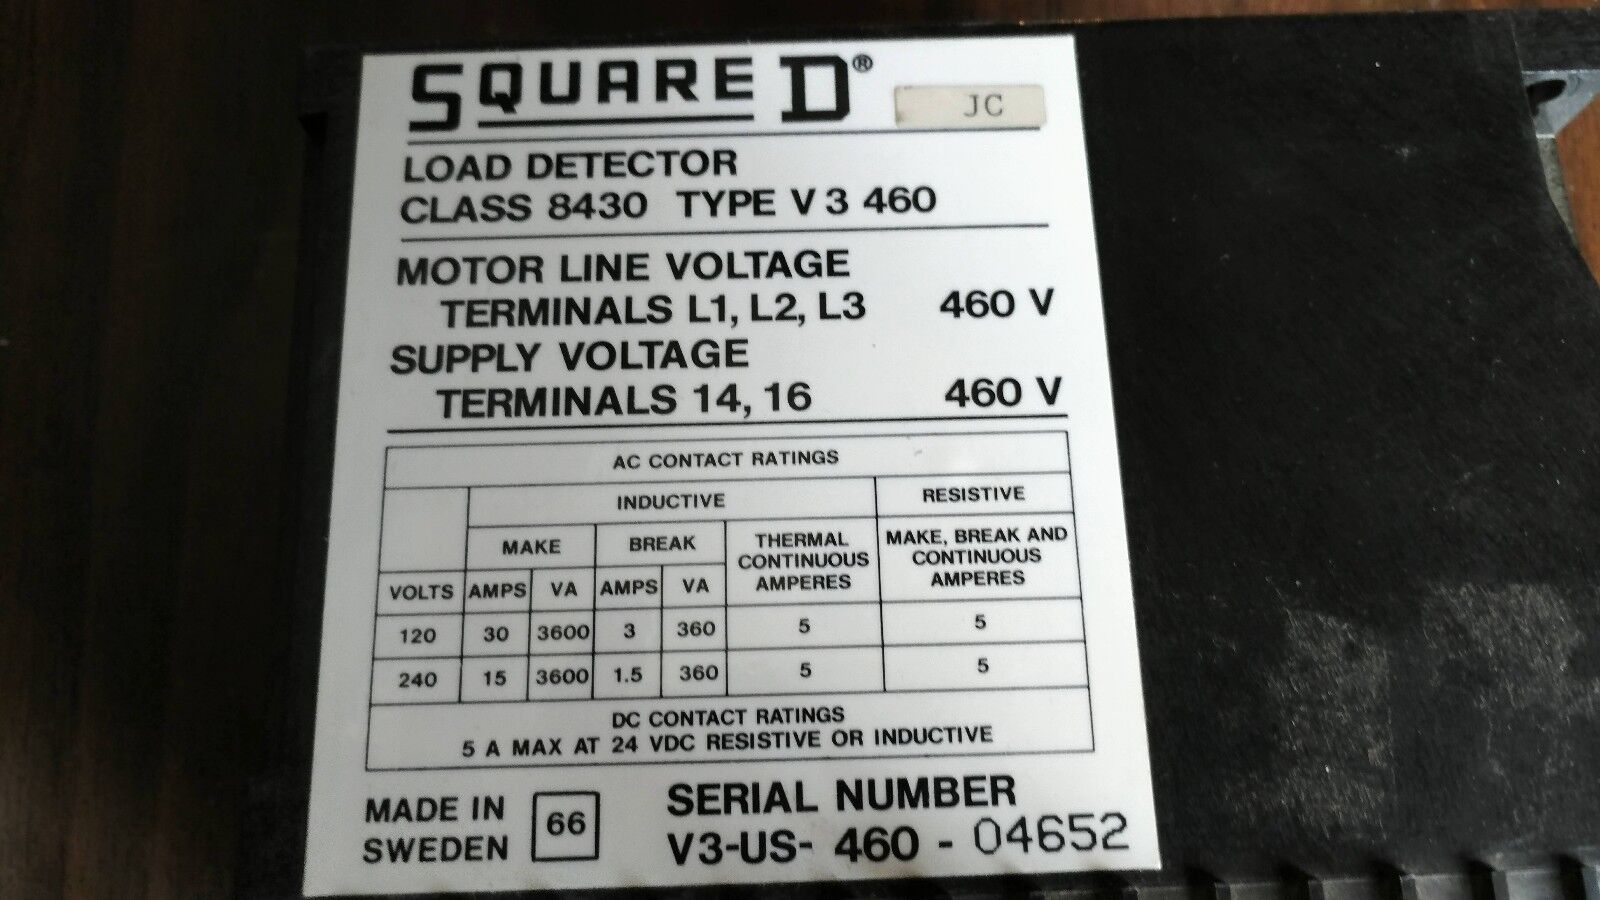 SQUARE D® JC
LOAD DETECTOR
CLASS 8430 TYPE V 3 460
MOTOR LINE VOLTAGE
TERMINALS L1, L2, L3 460 V
SUPPLY VOLTAGE
TERMINALS 14, 16 460 V
AC CONTACT RATINGS
INDUCTIVE RESISTIVE
MAKE BREAK THERMAL CONTINUOUS AMPERES MAKE, BREAK AND CONTINUOUS AMPERES
VOLTS AMPS VA AMPS VA
120 30 3600 3 360 5 5
240 15 3600 1.5 360 5 5
DC CONTACT RATINGS
5 A MAX AT 24 VDC RESISTIVE OR INDUCTIVE
MADE IN SWEDEN 66
SERIAL NUMBER
V3-US- 460 - 04652